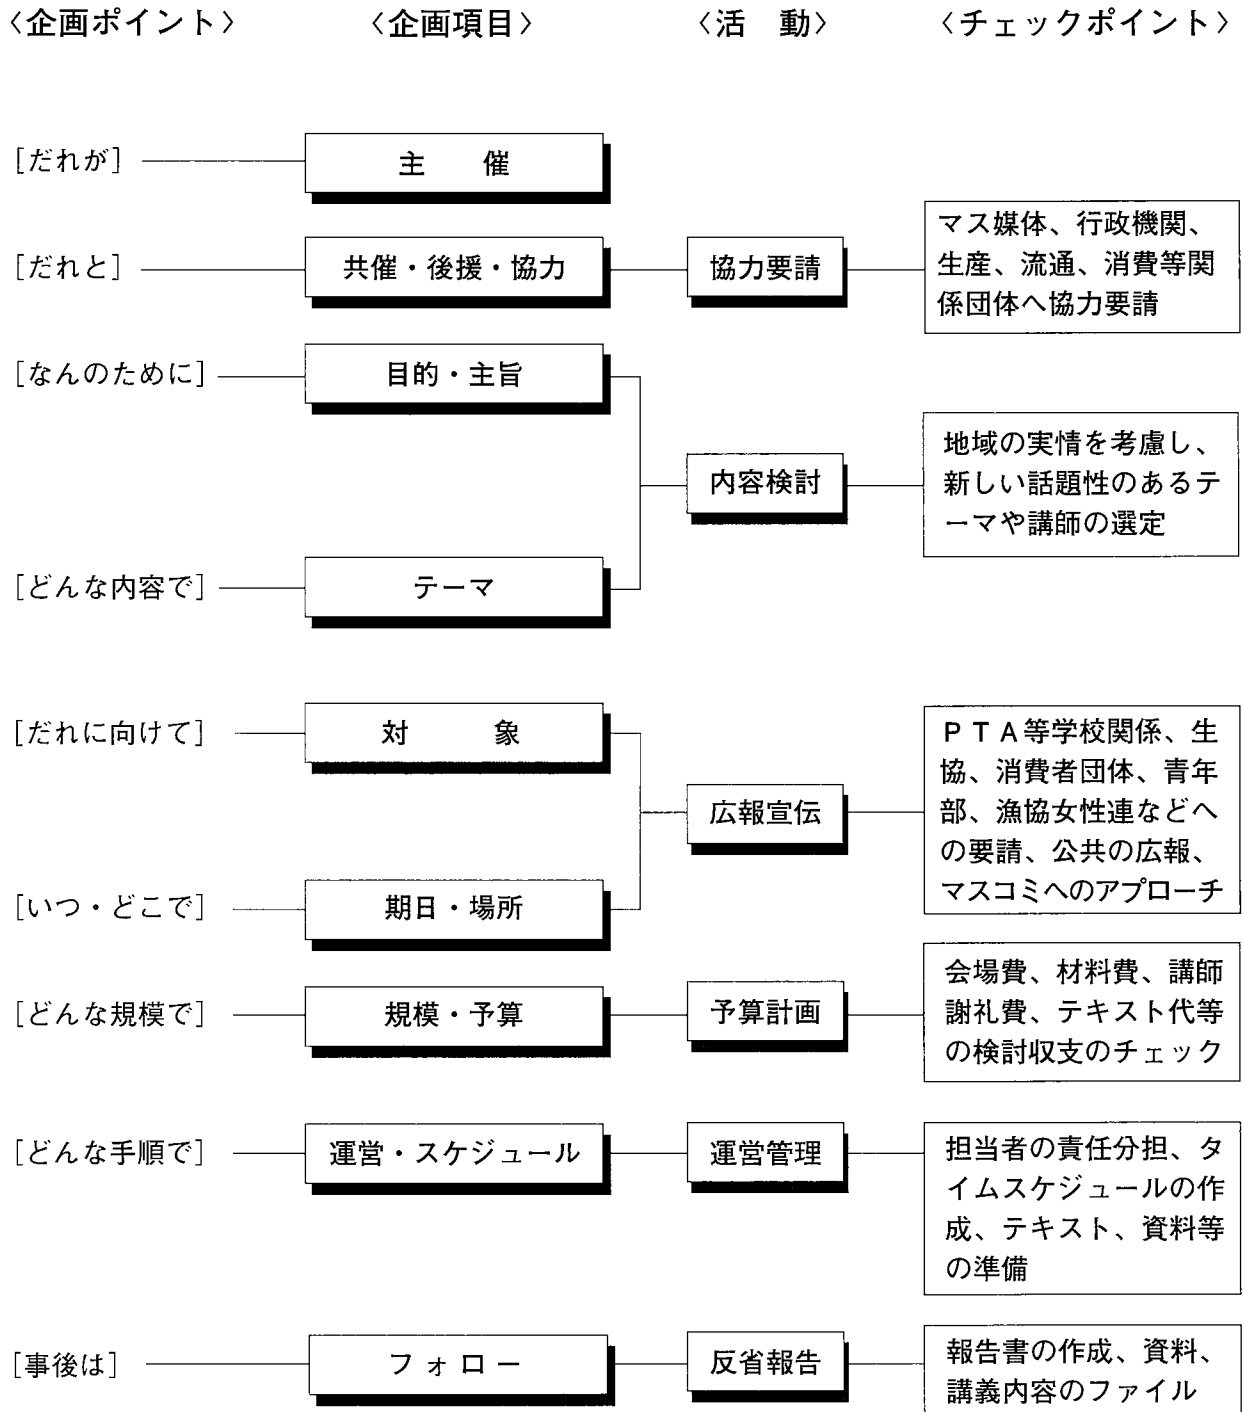 〈企画ポイント〉 〈企画項目〉 〈活　動〉 〈チェックポイント〉
[だれが] 主　催
[だれと] 共催・後援・協力 協力要請
マス媒体、行政機関、
生産、流通、消費等関
係団体へ協力要請
[なんのために] 目的・主旨
内容検討
地域の実情を考慮し、
新しい話題性のあるテ
ーマや講師の選定
[どんな内容で] テーマ
[だれに向けて] 対　象
広報宣伝
ＰＴＡ等学校関係、生
協、消費者団体、青年
部、漁協女性連などへ
の要請、公共の広報、
マスコミへのアプローチ
[いつ・どこで] 期日・場所
[どんな規模で] 規模・予算 予算計画
会場費、材料費、講師
謝礼費、テキスト代等
の検討収支のチェック
[どんな手順で] 運営・スケジュール 運営管理
担当者の責任分担、タ
イムスケジュールの作
成、テキスト、資料等
の準備
[事後は] フォロー 反省報告
報告書の作成、資料、
講義内容のファイル